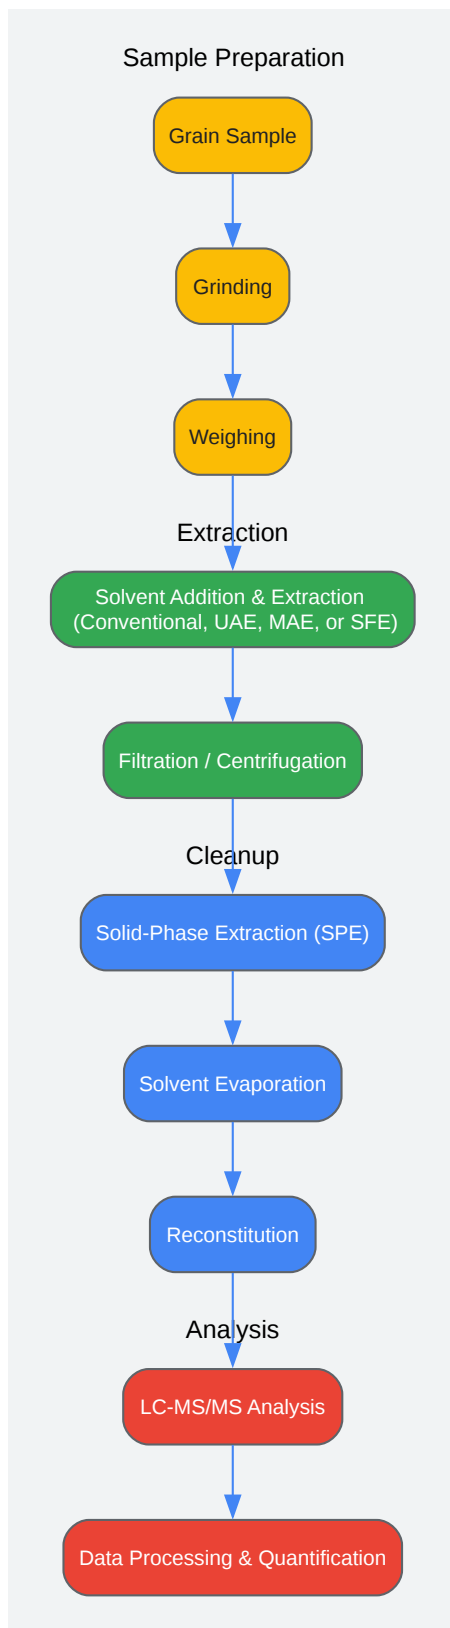 Sample Preparation
Grain Sample
Grinding
Weighing
Extraction
Solvent Addition & Extraction
(Conventional, UAE, MAE, or SFE)
Filtration / Centrifugation
Cleanup
Solid-Phase Extraction (SPE)
Solvent Evaporation
Reconstitution
Analysis
LC-MS/MS Analysis
Data Processing & Quantification